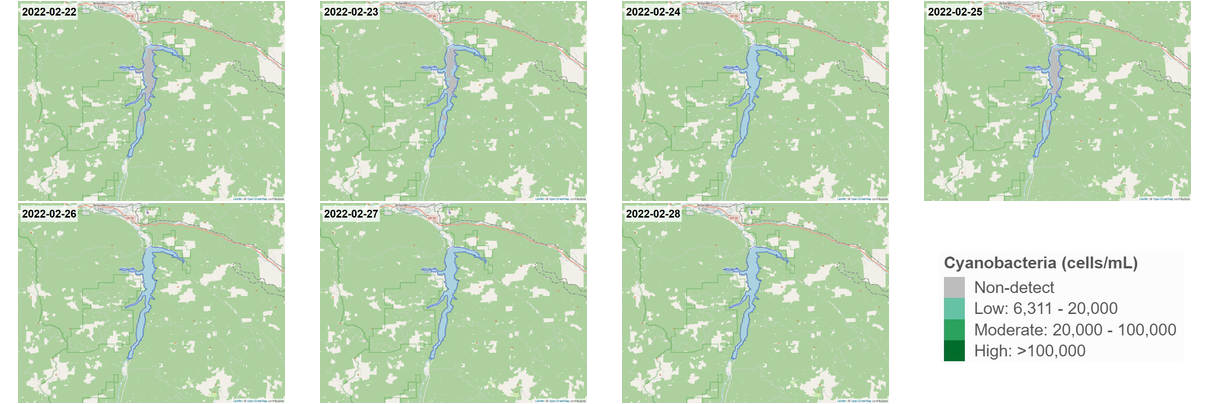 2022-02-22
2022-02-23
2022-02-24
2022-02-25
2022-02-26
2022-02-27
2022-02-28
Cyanobacteria (cells/mL)
Non-detect
Low: 6,311 - 20,000
Moderate: 20,000 - 100,000
High: >100,000